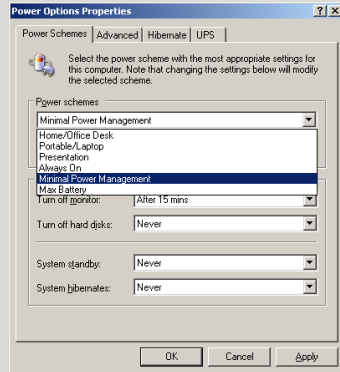 Power Options Properties
Power Schemes Advanced Hibernate UPS
Select the power scheme with the most appropriate settings for
this computer. Note that changing the settings below will modify
the selected scheme.
Power schemes
Minimal Power Management
Home/Office Desk
Portable/Laptop
Presentation
Always On
Minimal Power Management
Max Battery
Turn off monitor: After 15 mins
Turn off hard disks: Never
System standby: Never
System hibernates: Never
OK Cancel Apply